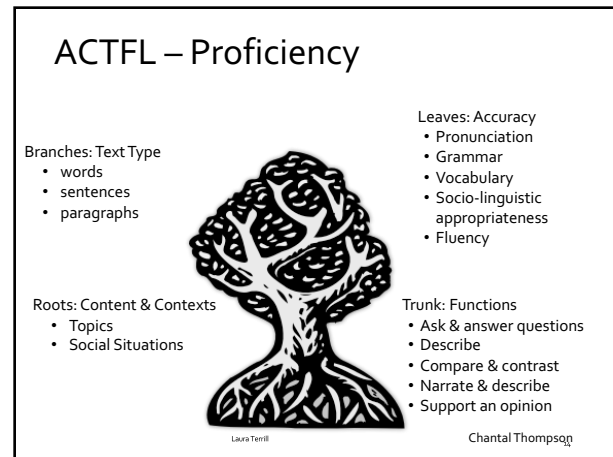 ACTFL – Proficiency
Branches: Text Type
• words
• sentences
• paragraphs
Leaves: Accuracy
• Pronunciation
• Grammar
• Vocabulary
• Socio-linguistic
appropriateness
• Fluency
Roots: Content & Contexts
• Topics
• Social Situations
Trunk: Functions
• Ask & answer questions
• Describe
• Compare & contrast
• Narrate & describe
• Support an opinion
Laura Terrill
Chantal Thompson
14